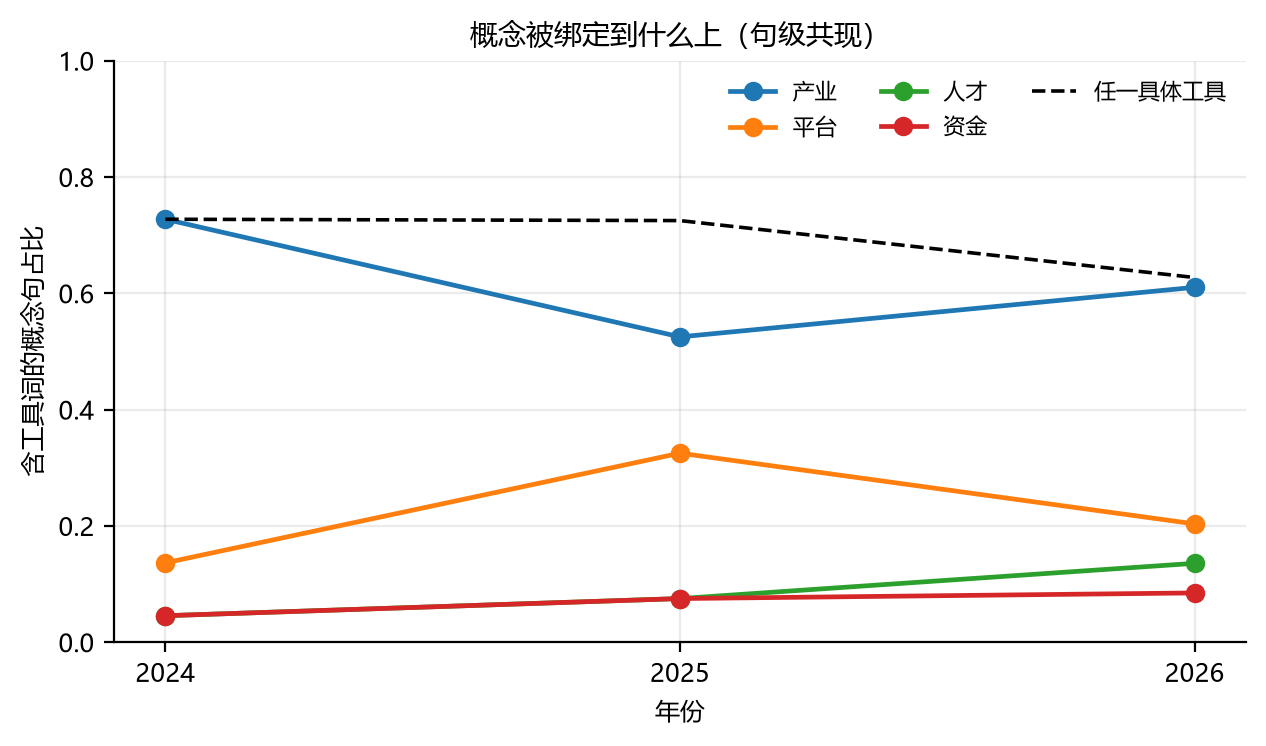 概念被绑定到什么上（句级共现）
产业
平台
人才
资金
任一具体工具
含工具词的概念句占比
1.0
0.8
0.6
0.4
0.2
0.0
2024
2025
2026
年份